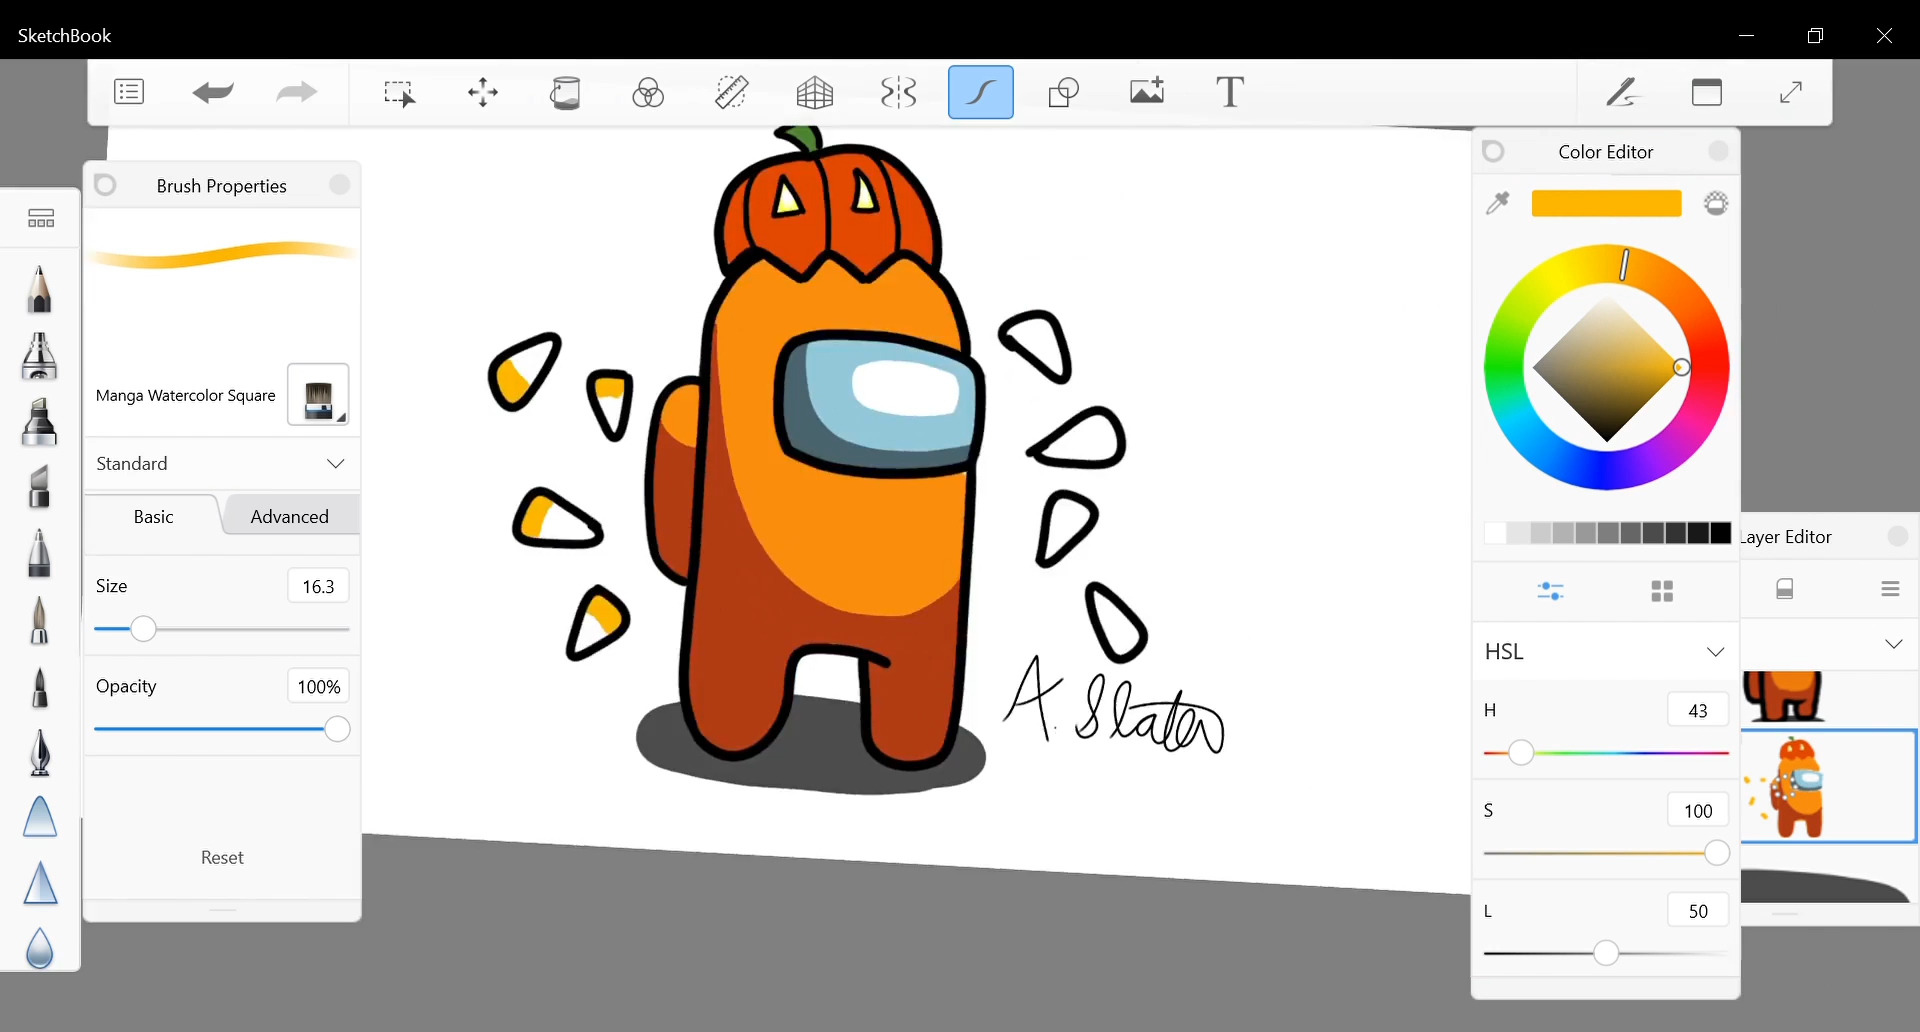 SketchBook
T
Brush Properties
Manga Watercolor Square
Standard
Basic
Advanced
Size
16.3
Opacity
100%
Reset
A. Slater
Color Editor
HSL
H
43
S
100
L
50
Layer Editor